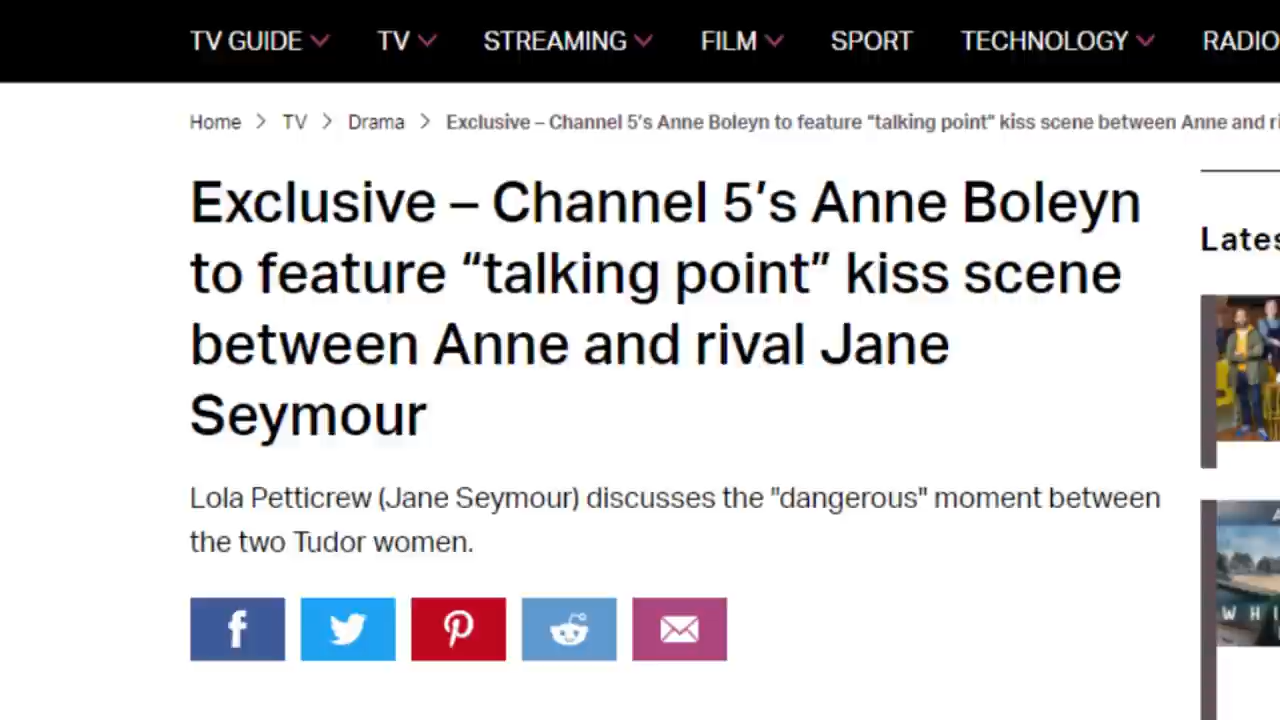 TV GUIDE TV STREAMING FILM SPORT TECHNOLOGY RADIO
Home > TV > Drama > Exclusive – Channel 5's Anne Boleyn to feature "talking point" kiss scene between Anne and ri
Exclusive – Channel 5’s Anne Boleyn
to feature “talking point” kiss scene
between Anne and rival Jane
Seymour
Lates
Lola Petticrew (Jane Seymour) discusses the "dangerous" moment between
the two Tudor women.
W H I